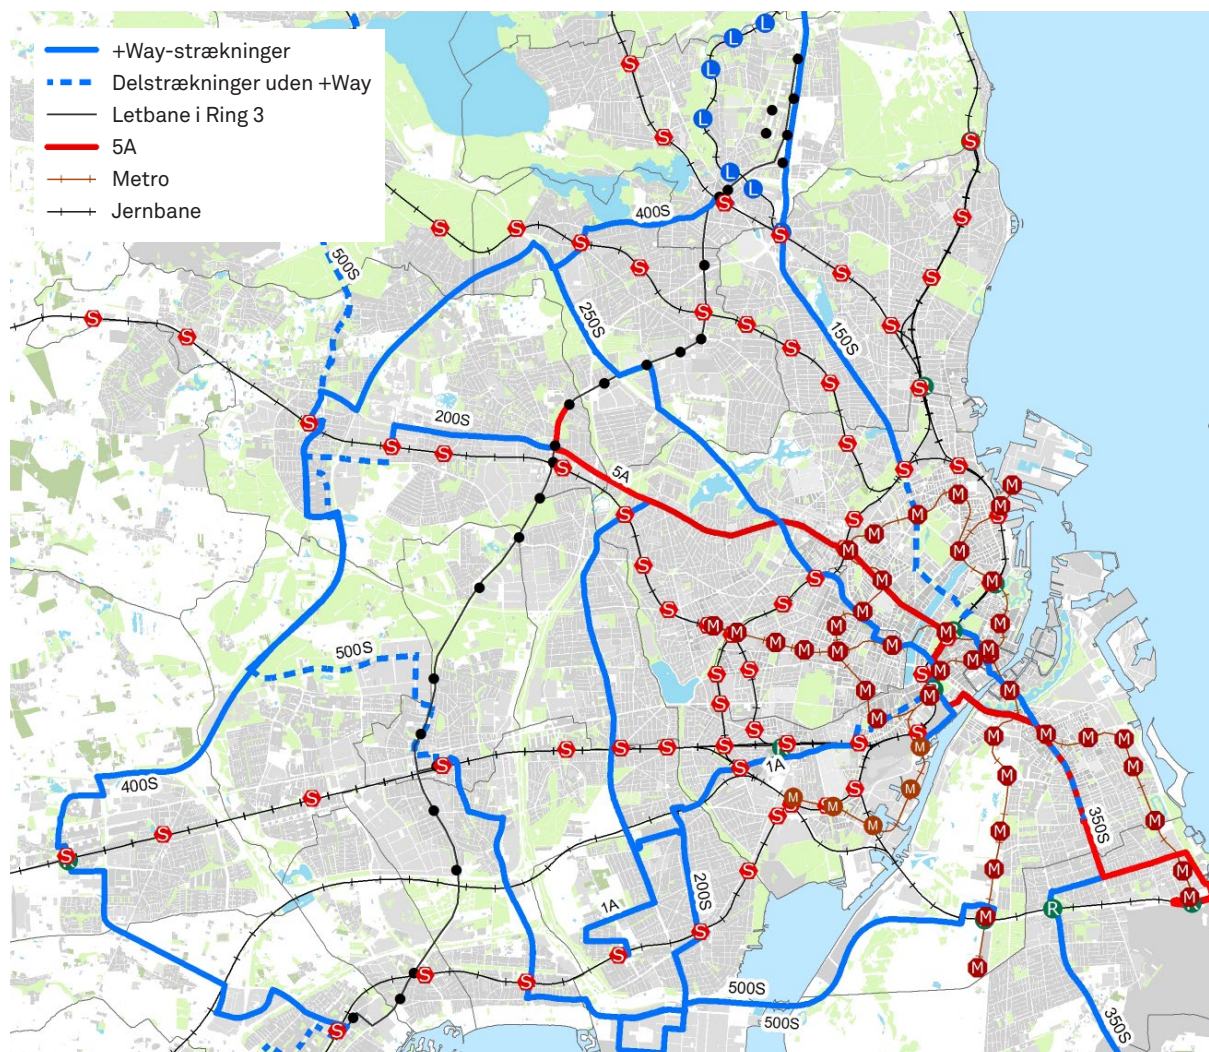 +Way-strækninger
Delstrækninger uden +Way
Letbane i Ring 3
5A
Metro
Jernbane
400S
500S
250S
150S
200S
5A
500S
400S
1A
350S
200S
1A
500S
500S
350S